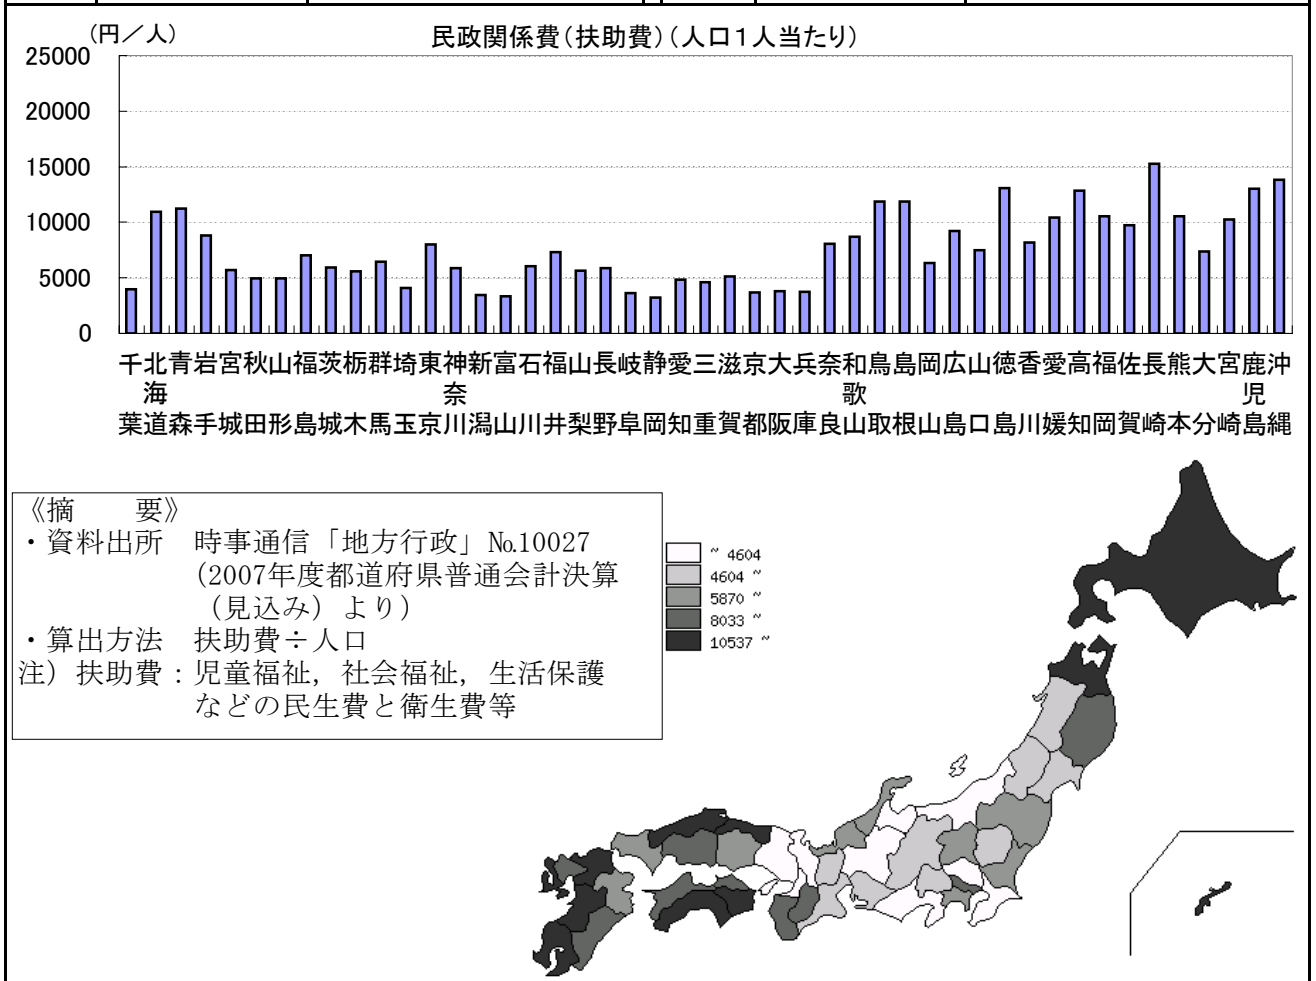 (円／人)
民政関係費(扶助費)(人口1人当たり)
25000
20000
15000
10000
5000
0
千葉 北海道 青森 岩手 宮城 秋田 山形 福島 茨城 栃木 群馬 埼玉 東京 神奈川 新潟 富山 石川 福井 山梨 長野 岐阜 静岡 愛知 三重 滋賀 京都 大阪 兵庫 奈良 和歌山 鳥取 島根 岡山 広島 山口 徳島 香川 愛媛 高知 福岡 佐賀 長崎 熊本 大分 宮崎 鹿児島 沖縄
《摘　　要》
・資料出所　時事通信「地方行政」№10027
(2007年度都道府県普通会計決算
（見込み）より)
・算出方法　扶助費÷人口
注）扶助費：児童福祉，社会福祉，生活保護
などの民生費と衛生費等
~ 4604
4604 ~
5870 ~
8033 ~
10537 ~